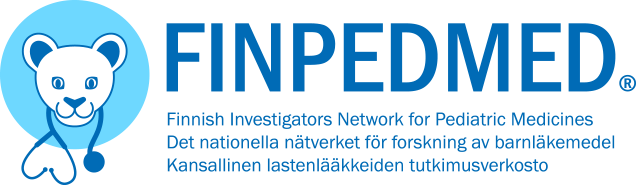 FINPEDMED®
Finnish Investigators Network for Pediatric Medicines
Det nationella nätverket för forskning av barnläkemedel
Kansallinen lastenlääkkeiden tutkimusverkosto